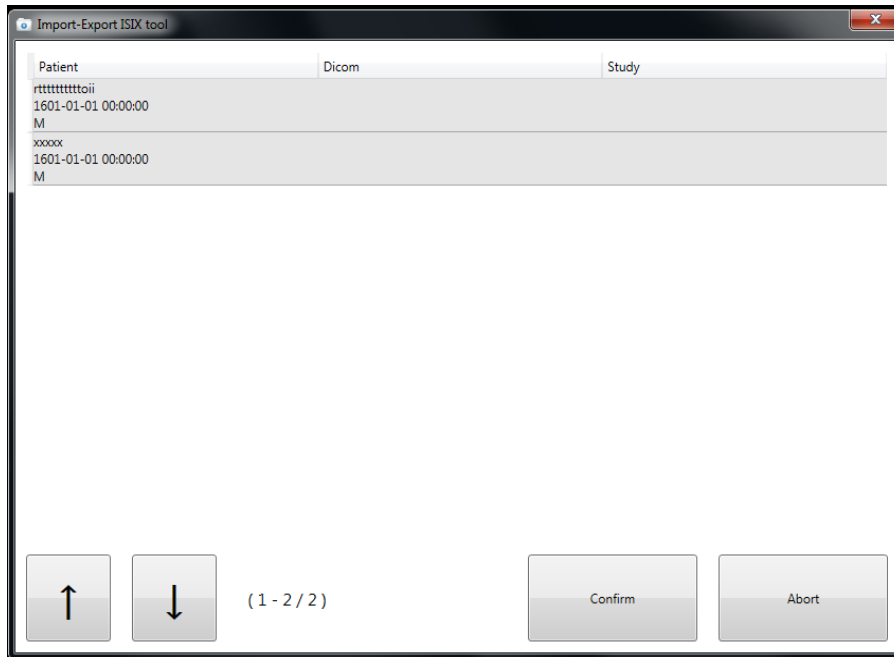 Import-Export ISIX tool
Patient Dicom Study
rttttttttttoii
1601-01-01 00:00:00
M
xxxxx
1601-01-01 00:00:00
M
↑ ↓ ( 1 - 2 / 2 ) Confirm Abort